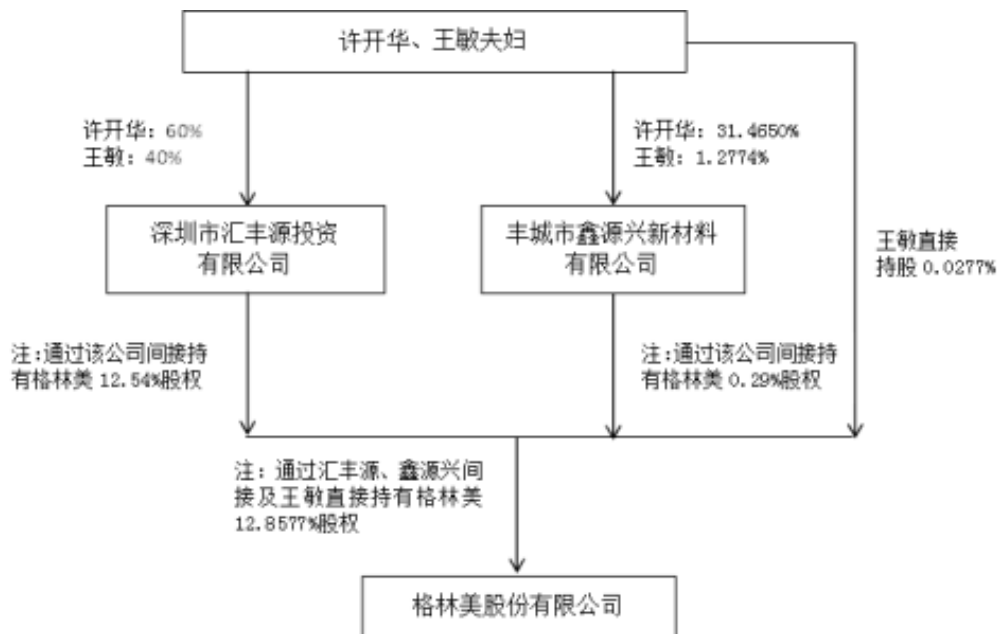 许开华、王敏夫妇
许开华：60%
王敏：40%
许开华：31.4650%
王敏：1.2774%
深圳市汇丰源投资
有限公司
丰城市鑫源兴新材料
有限公司
王敏直接
持股 0.0277%
注:通过该公司间接持
有格林美 12.54%股权
注:通过该公司间接持
有格林美 0.29%股权
注：通过汇丰源、鑫源兴间
接及王敏直接持有格林美
12.8577%股权
格林美股份有限公司